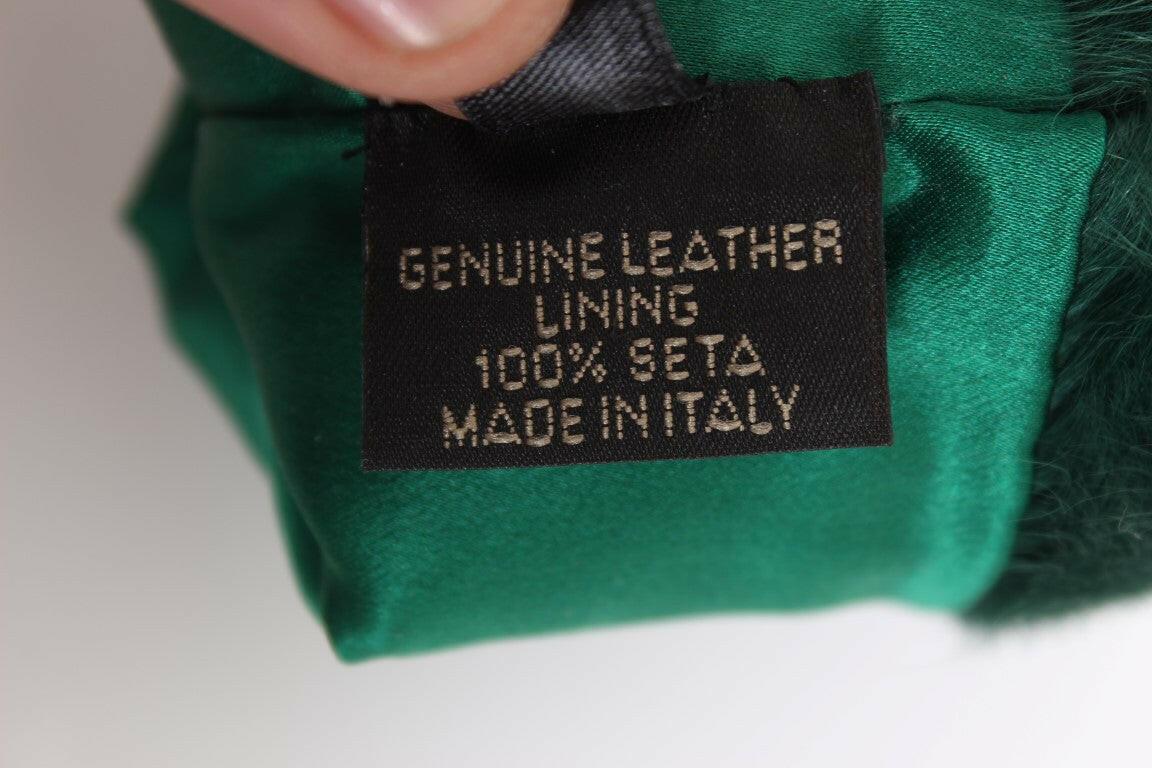 GENUINE LEATHER
LINING
100% SETA
MADE IN ITALY